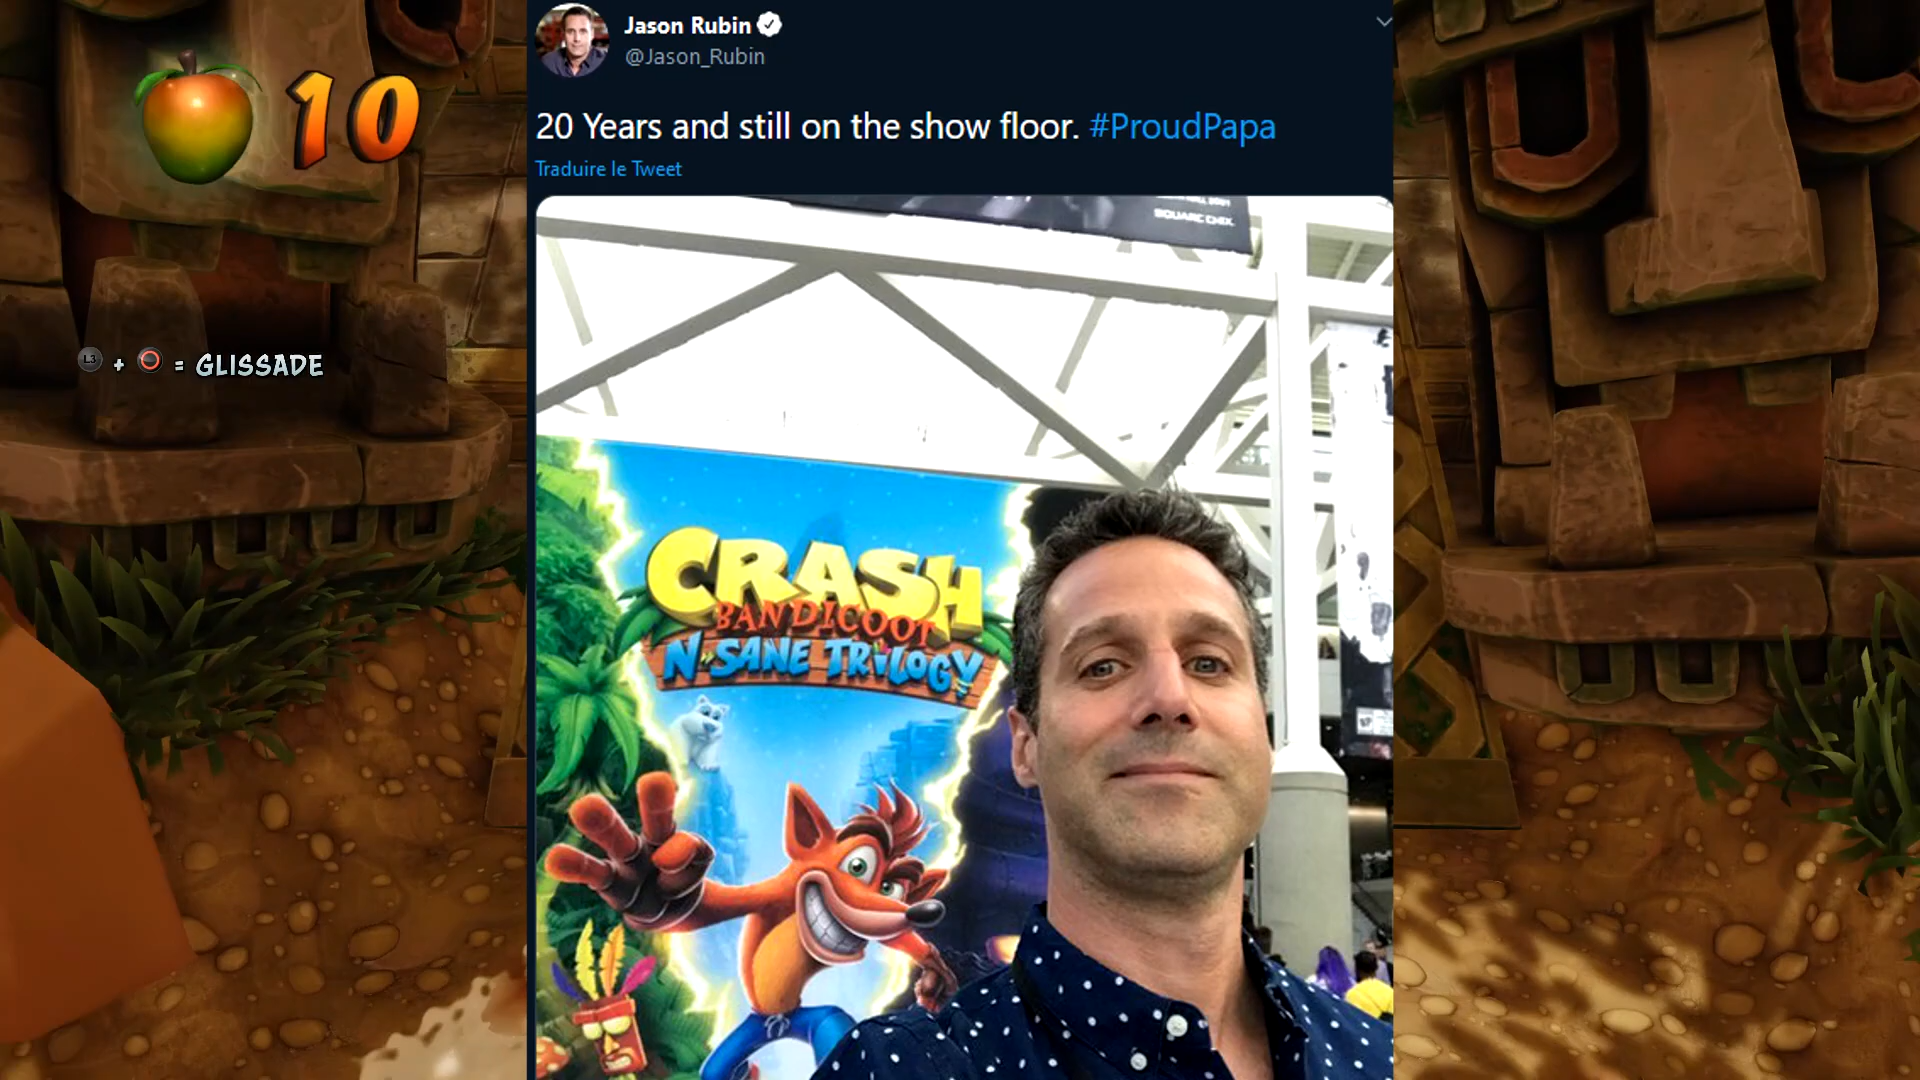 10
L3 + = GLISSADE
Jason Rubin
@Jason_Rubin
20 Years and still on the show floor. #ProudPapa
Traduire le Tweet
SQUARE ENIX
CRASH
BANDICOOT
N. SANE TRILOGY